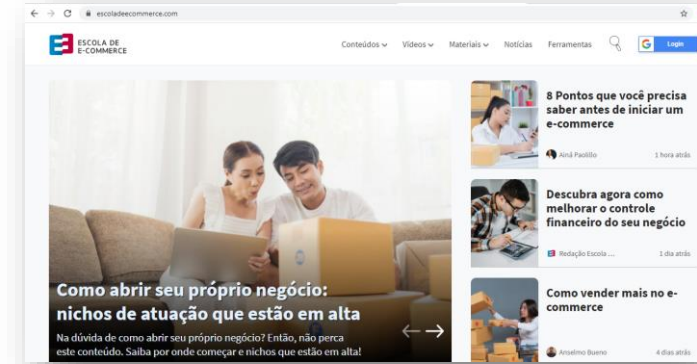 escoladeecommerce.com
ESCOLA DE
E-COMMERCE
Conteúdos
Vídeos
Materiais
Notícias
Ferramentas
G
Login
Como abrir seu próprio negócio:
nichos de atuação que estão em alta
Na dúvida de como abrir seu próprio negócio? Então, não perca
este conteúdo. Saiba por onde começar e nichos que estão em alta!
8 Pontos que você precisa
saber antes de iniciar um
e-commerce
Ainá Paolillo
1 hora atrás
Descubra agora como
melhorar o controle
financeiro do seu negócio
Redação Escola ...
1 dia atrás
Como vender mais no e-
commerce
Anselmo Bueno
4 dias atrás